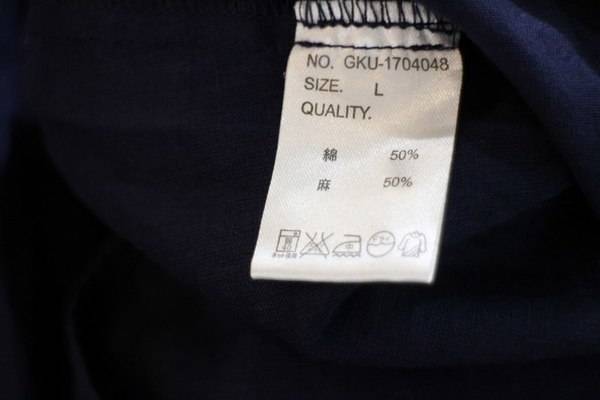 NO. GKU-1704048
SIZE. L
QUALITY.
綿 50%
麻 50%